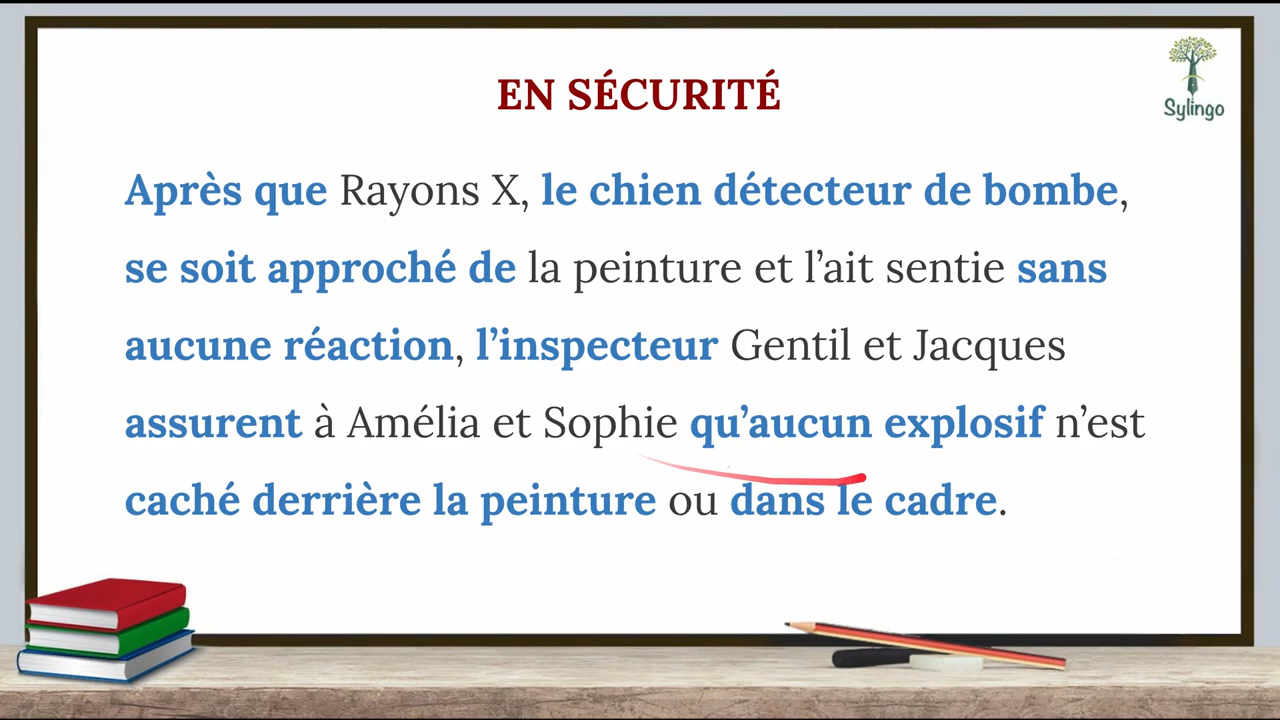 EN SÉCURITÉ
Sylingo
Après que Rayons X, le chien détecteur de bombe,
se soit approché de la peinture et l’ait sentie sans
aucune réaction, l’inspecteur Gentil et Jacques
assurent à Amélia et Sophie qu’aucun explosif n’est
caché derrière la peinture ou dans le cadre.